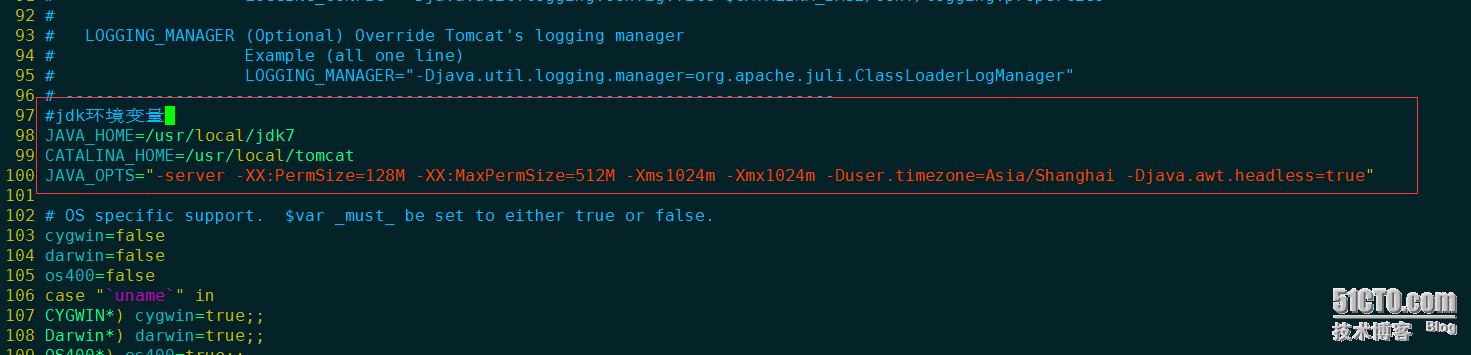 92 #
93 #   LOGGING_MANAGER (Optional) Override Tomcat's logging manager
94 #                   Example (all one line)
95 #                   LOGGING_MANAGER="-Djava.util.logging.manager=org.apache.juli.ClassLoaderLogManager"
96 # -----------------------------------------------------------------------------
97 #jdk环境变量
98 JAVA_HOME=/usr/local/jdk7
99 CATALINA_HOME=/usr/local/tomcat
100 JAVA_OPTS="-server -XX:PermSize=128M -XX:MaxPermSize=512M -Xms1024m -Xmx1024m -Duser.timezone=Asia/Shanghai -Djava.awt.headless=true"
101
102 # OS specific support.  $var _must_ be set to either true or false.
103 cygwin=false
104 darwin=false
105 os400=false
106 case "`uname`" in
107 CYGWIN*) cygwin=true;;
108 Darwin*) darwin=true;;
109 OS400*) os400=true;;
51CTO.com
技术博客 Blog